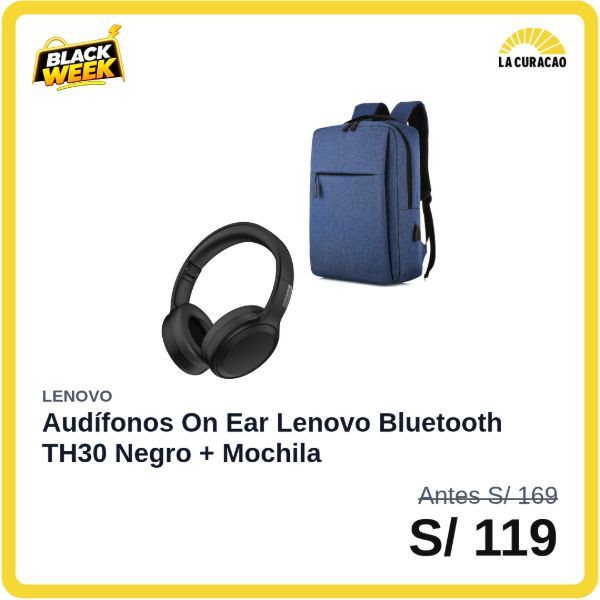 BLACK
WEEK
LA CURACAO
LENOVO
Audífonos On Ear Lenovo Bluetooth
TH30 Negro + Mochila
Antes S/ 169
S/ 119